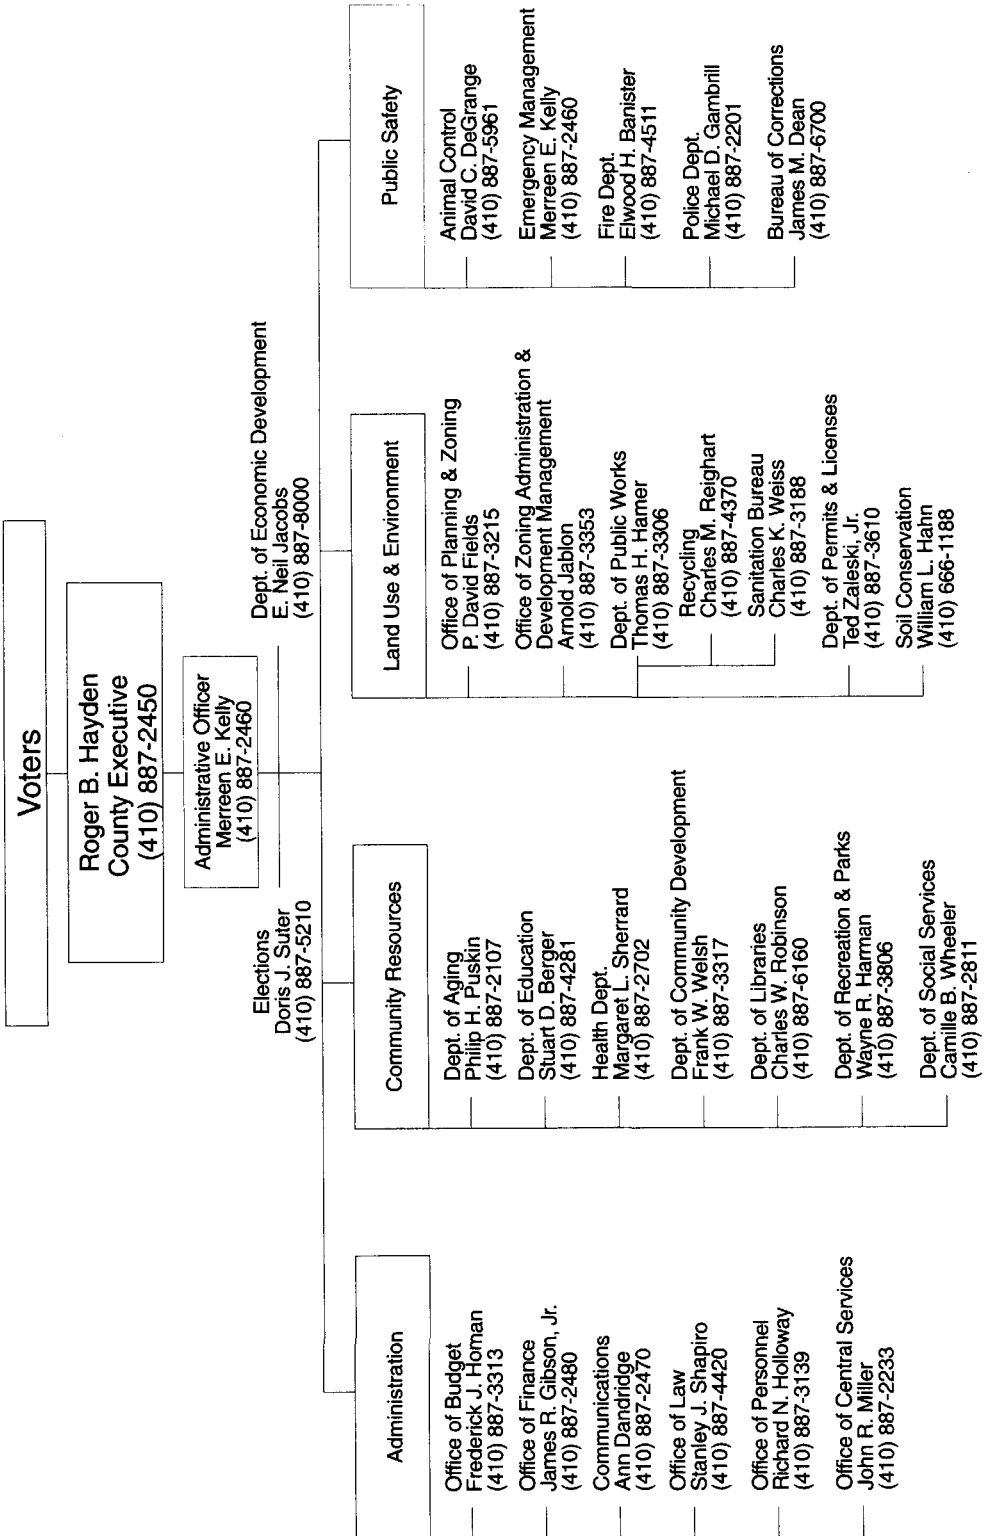 Voters
Roger B. Hayden
County Executive
(410) 887-2450
Administrative Officer
Merreen E. Kelly
(410) 887-2460
Elections
Doris J. Suter
(410) 887-5210
Dept. of Economic Development
E. Neil Jacobs
(410) 887-8000
Administration
Office of Budget
Frederick J. Homan
(410) 887-3313
Office of Finance
James R. Gibson, Jr.
(410) 887-2480
Communications
Ann Dandridge
(410) 887-2470
Office of Law
Stanley J. Shapiro
(410) 887-4420
Office of Personnel
Richard N. Holloway
(410) 887-3139
Office of Central Services
John R. Miller
(410) 887-2233
Community Resources
Dept. of Aging
Philip H. Puskin
(410) 887-2107
Dept. of Education
Stuart D. Berger
(410) 887-4281
Health Dept.
Margaret L. Sherrard
(410) 887-2702
Dept. of Community Development
Frank W. Welsh
(410) 887-3317
Dept. of Libraries
Charles W. Robinson
(410) 887-6160
Dept. of Recreation & Parks
Wayne R. Harman
(410) 887-3806
Dept. of Social Services
Camille B. Wheeler
(410) 887-2811
Land Use & Environment
Office of Planning & Zoning
P. David Fields
(410) 887-3215
Office of Zoning Administration &
Development Management
Arnold Jablon
(410) 887-3353
Dept. of Public Works
Thomas H. Hamer
(410) 887-3306
Recycling
Charles M. Reighart
(410) 887-4370
Sanitation Bureau
Charles K. Weiss
(410) 887-3188
Dept. of Permits & Licenses
Ted Zaleski, Jr.
(410) 887-3610
Soil Conservation
William L. Hahn
(410) 666-1188
Public Safety
Animal Control
David C. DeGrange
(410) 887-5961
Emergency Management
Merreen E. Kelly
(410) 887-2460
Fire Dept.
Elwood H. Banister
(410) 887-4511
Police Dept.
Michael D. Gambrill
(410) 887-2201
Bureau of Corrections
James M. Dean
(410) 887-6700